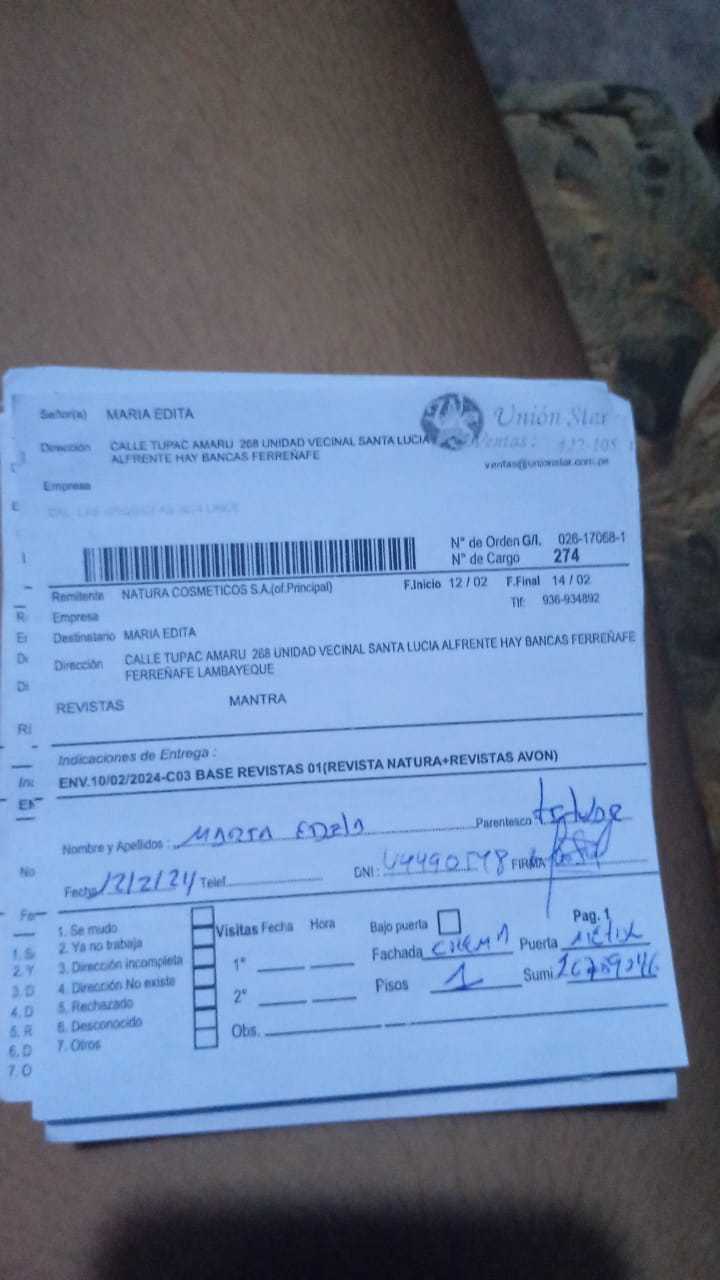 Señor(a) MARIA EDITA
Unión Star
Dirección CALLE TUPAC AMARU 268 UNIDAD VECINAL SANTA LUCIA
ALFRENTE HAY BANCAS FERREÑAFE
Ventas:
ventas@unionstar.com.pe
Empresa
N° de Orden G/I. 026-17068-1
N° de Cargo 274
Remitente NATURA COSMETICOS S.A.(of.Principal) F.Inicio 12 / 02 F.Final 14 / 02
Empresa Tlf: 936-934892
Destinatario MARIA EDITA
Dirección CALLE TUPAC AMARU 268 UNIDAD VECINAL SANTA LUCIA ALFRENTE HAY BANCAS FERREÑAFE
FERREÑAFE LAMBAYEQUE
REVISTAS MANTRA
Indicaciones de Entrega :
ENV.10/02/2024-C03 BASE REVISTAS 01(REVISTA NATURA+REVISTAS AVON)
Nombre y Apellidos : MARIA Parentesco
Fecha 12/2/24 Telef. DNI : FIRMA
1. Se mudo
2. Ya no trabaja
3. Dirección incompleta
4. Dirección No existe
5. Rechazado
6. Desconocido
7. Otros
Visitas Fecha Hora Bajo puerta Pag. 1
1° Fachada CREMA Puerta
2° Pisos 1 Sumi
Obs.